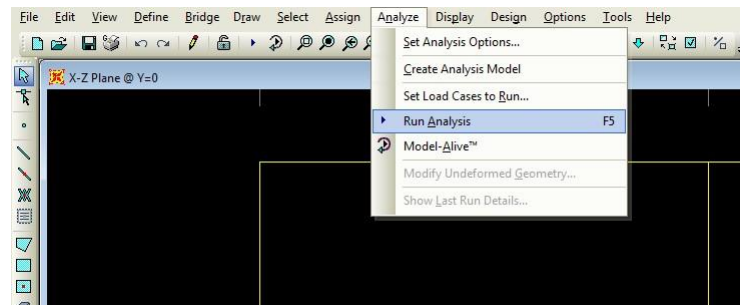 File Edit View Define Bridge Draw Select Assign Analyze Display Design Options Tools Help
X-Z Plane @ Y=0
Set Analysis Options...
Create Analysis Model
Set Load Cases to Run...
Run Analysis F5
Model-Alive™
Modify Undeformed Geometry...
Show Last Run Details...